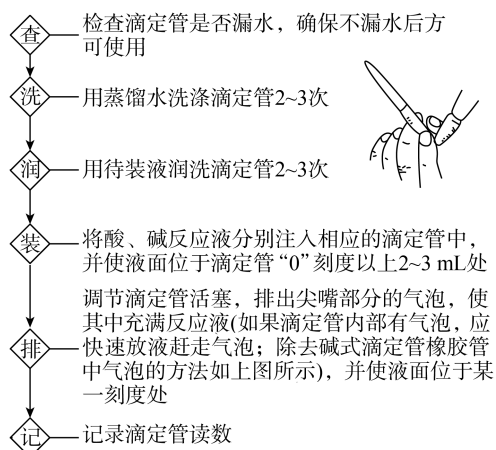 查
检查滴定管是否漏水，确保不漏水后方
可使用
洗
用蒸馏水洗涤滴定管2~3次
润
用待装液润洗滴定管2~3次
装
将酸、碱反应液分别注入相应的滴定管中，
并使液面位于滴定管“0”刻度以上2~3 mL处
排
调节滴定管活塞，排出尖嘴部分的气泡，使
其中充满反应液(如果滴定管内部有气泡，应
快速放液赶走气泡；除去碱式滴定管橡胶管
中气泡的方法如上图所示)，并使液面位于某
一刻度处
记
记录滴定管读数